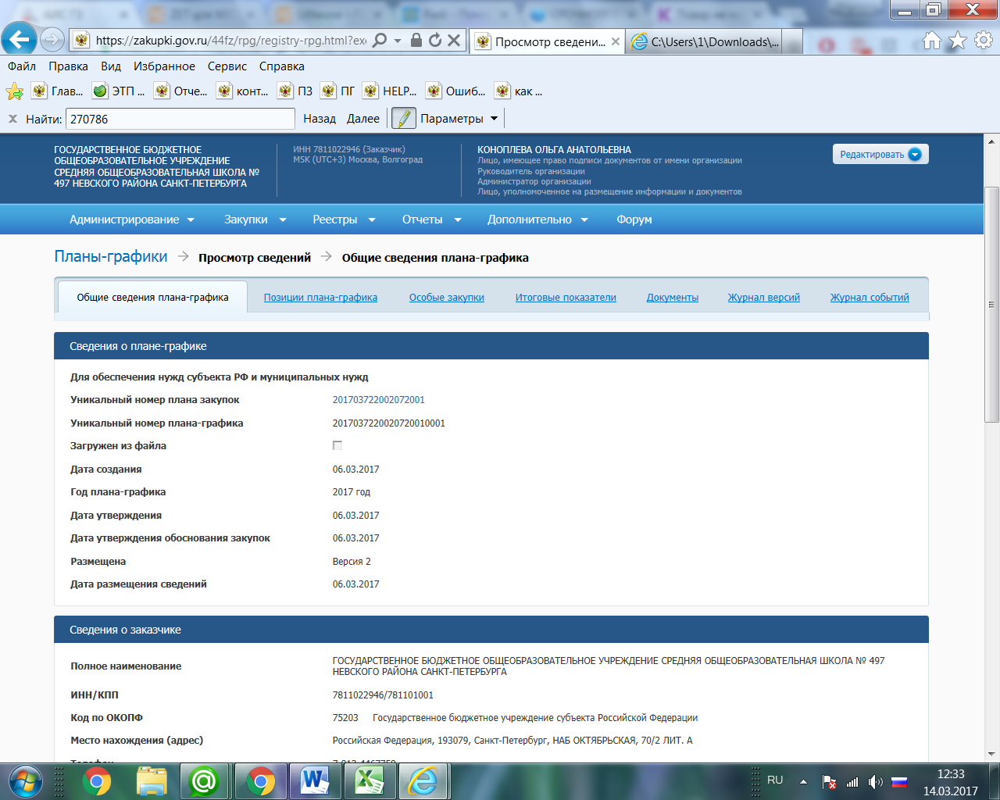 https://zakupki.gov.ru/44fz/rpg/registry-rpg.html?exe
Просмотр сведени...
C:\Users\1\Downloads\...
Файл Правка Вид Избранное Сервис Справка
Глав... ЭТП ... Отче... конт... ПЗ ПГ HELP... Ошиб... как ...
x Найти: 270786 Назад Далее Параметры
ГОСУДАРСТВЕННОЕ БЮДЖЕТНОЕ
ОБЩЕОБРАЗОВАТЕЛЬНОЕ УЧРЕЖДЕНИЕ
СРЕДНЯЯ ОБЩЕОБРАЗОВАТЕЛЬНАЯ ШКОЛА №
497 НЕВСКОГО РАЙОНА САНКТ-ПЕТЕРБУРГА
ИНН 7811022946 (Заказчик)
MSK (UTC+3) Москва, Волгоград
КОНОПЛЕВА ОЛЬГА АНАТОЛЬЕВНА
Лицо, имеющее право подписи документов от имени организации
Руководитель организации
Администратор организации
Лицо, уполномоченное на размещение информации и документов
Редактировать
Администрирование Закупки Реестры Отчеты Дополнительно Форум
Планы-графики → Просмотр сведений → Общие сведения плана-графика
Общие сведения плана-графика Позиции плана-графика Особые закупки Итоговые показатели Документы Журнал версий Журнал событий
Сведения о плане-графике
Для обеспечения нужд субъекта РФ и муниципальных нужд
Уникальный номер плана закупок 201703722002072001
Уникальный номер плана-графика 2017037220020720010001
Загружен из файла
Дата создания 06.03.2017
Год плана-графика 2017 год
Дата утверждения 06.03.2017
Дата утверждения обоснования закупок 06.03.2017
Размещена Версия 2
Дата размещения сведений 06.03.2017
Сведения о заказчике
Полное наименование ГОСУДАРСТВЕННОЕ БЮДЖЕТНОЕ ОБЩЕОБРАЗОВАТЕЛЬНОЕ УЧРЕЖДЕНИЕ СРЕДНЯЯ ОБЩЕОБРАЗОВАТЕЛЬНАЯ ШКОЛА № 497
НЕВСКОГО РАЙОНА САНКТ-ПЕТЕРБУРГА
ИНН/КПП 7811022946/781101001
Код по ОКОПФ 75203 Государственное бюджетное учреждение субъекта Российской Федерации
Место нахождения (адрес) Российская Федерация, 193079, Санкт-Петербург, НАБ ОКТЯБРЬСКАЯ, 70/2 ЛИТ. А
Телефон 7-812-4467759
RU
12:33
14.03.2017